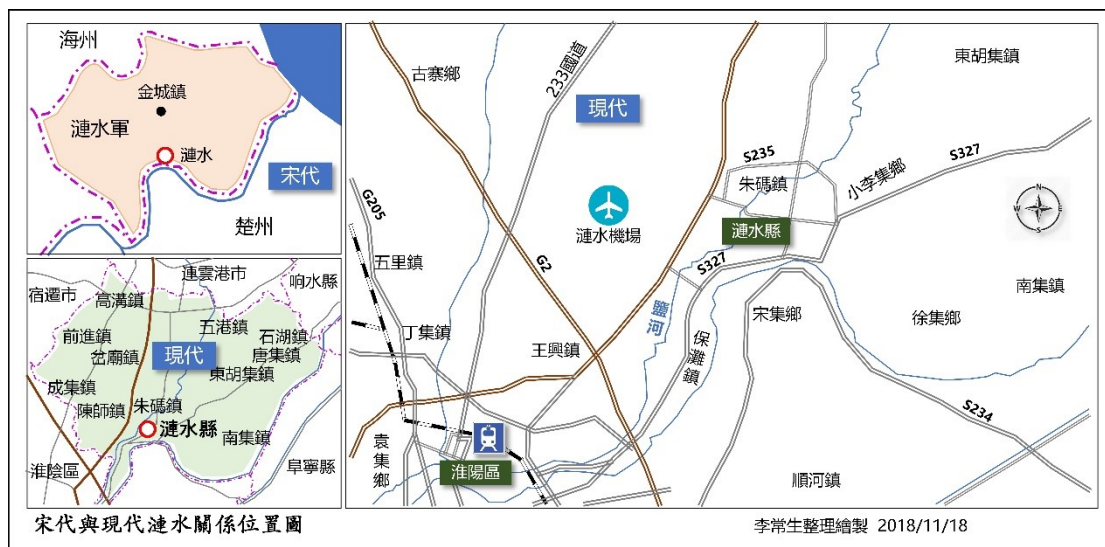 海州
金城鎮
漣水軍
漣水
宋代
楚州
連雲港市
响水縣
宿遷市
高溝鎮
五港鎮
前進鎮
石湖鎮
現代
唐集鎮
岔廟鎮
東胡集鎮
成集鎮
朱碼鎮
陳師鎮
漣水縣
南集鎮
淮陰區
阜寧縣
宋代與現代漣水關係位置圖
古寨鄉
233國道
現代
東胡集鎮
S235
S327
朱碼鎮
小李集鄉
N
W
E
S
G205
漣水機場
漣水縣
五里鎮
G2
S327
南集鎮
鹽河
宋集鄉
徐集鄉
丁集鎮
保灘鎮
王興鎮
S234
袁集鄉
淮陽區
順河鎮
李常生整理繪製 2018/11/18